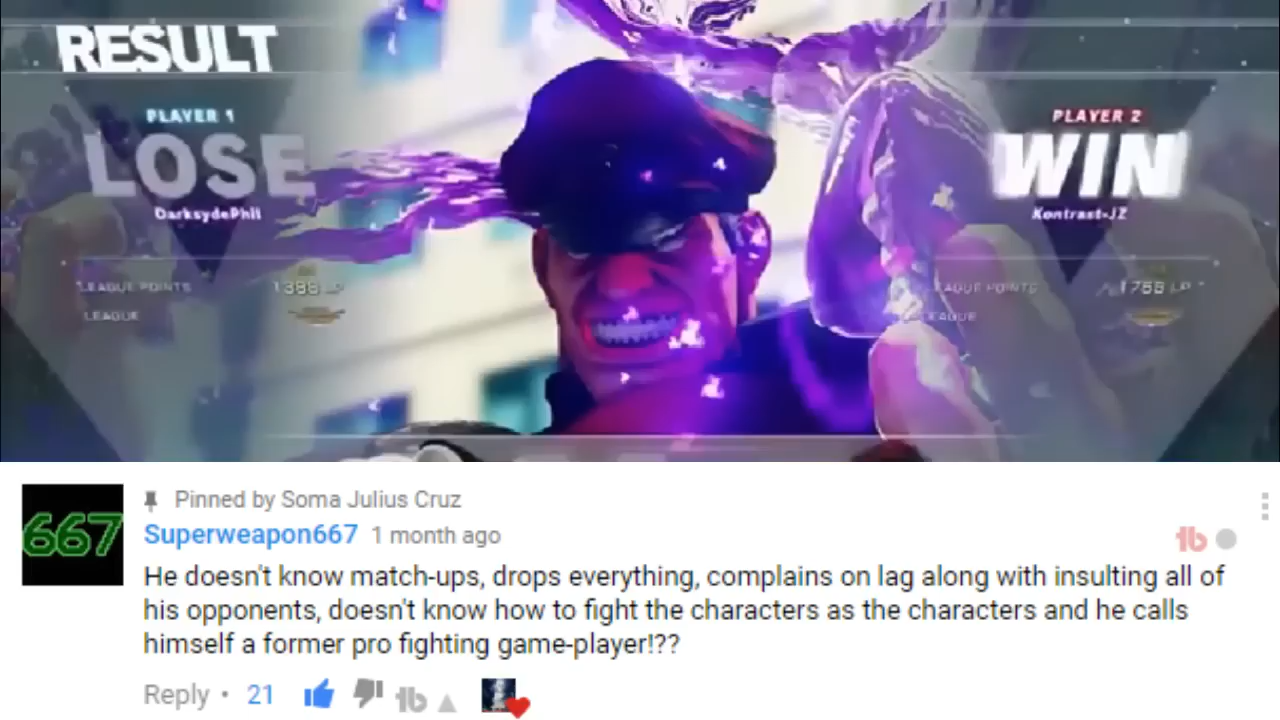 RESULT
PLAYER 1
LOSE
DarksydePhil
LEAGUE POINTS
LEAGUE
PLAYER 2
WIN
Kontrast-JZ
LEAGUE POINTS
LEAGUE
667
Pinned by Soma Julius Cruz
Superweapon667 1 month ago
He doesn't know match-ups, drops everything, complains on lag along with insulting all of
his opponents, doesn't know how to fight the characters as the characters and he calls
himself a former pro fighting game-player!??
Reply • 21